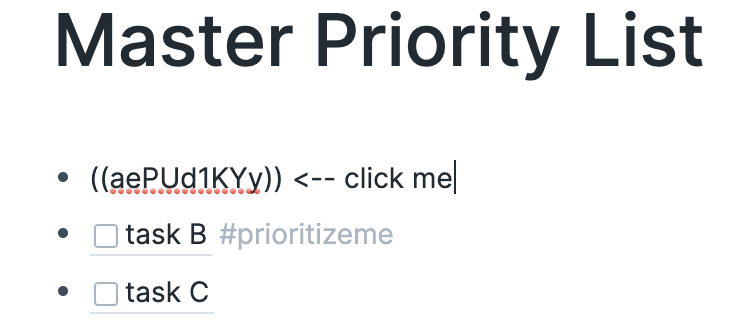 Master Priority List
((aePUd1KYy)) <-- click me
task B #prioritizeme
task C